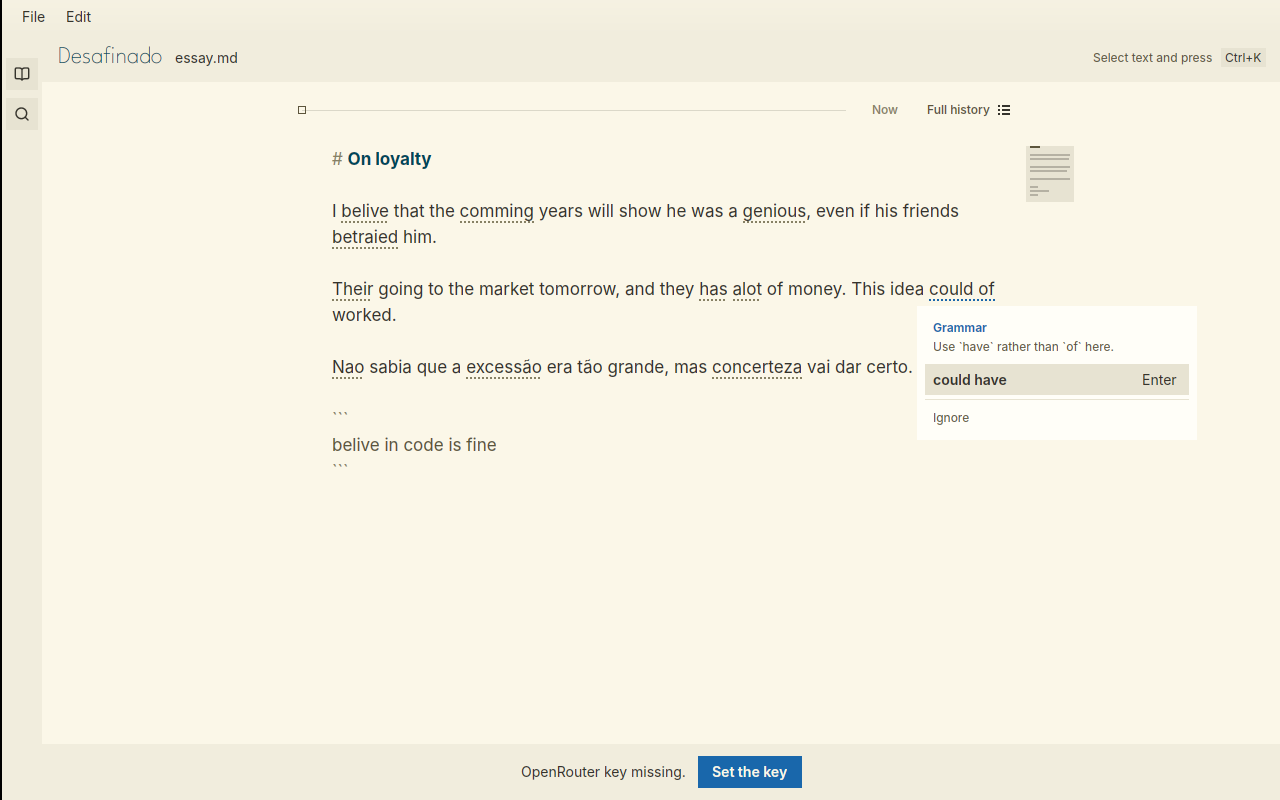 File Edit
Desafinado essay.md Select text and press Ctrl+K
Now Full history
# On loyalty
I belive that the comming years will show he was a genious, even if his friends
betraied him.
Their going to the market tomorrow, and they has alot of money. This idea could of
worked.
Grammar
Use `have` rather than `of` here.
could have Enter
Ignore
Nao sabia que a excessão era tão grande, mas concerteza vai dar certo.
```
belive in code is fine
```
OpenRouter key missing. Set the key